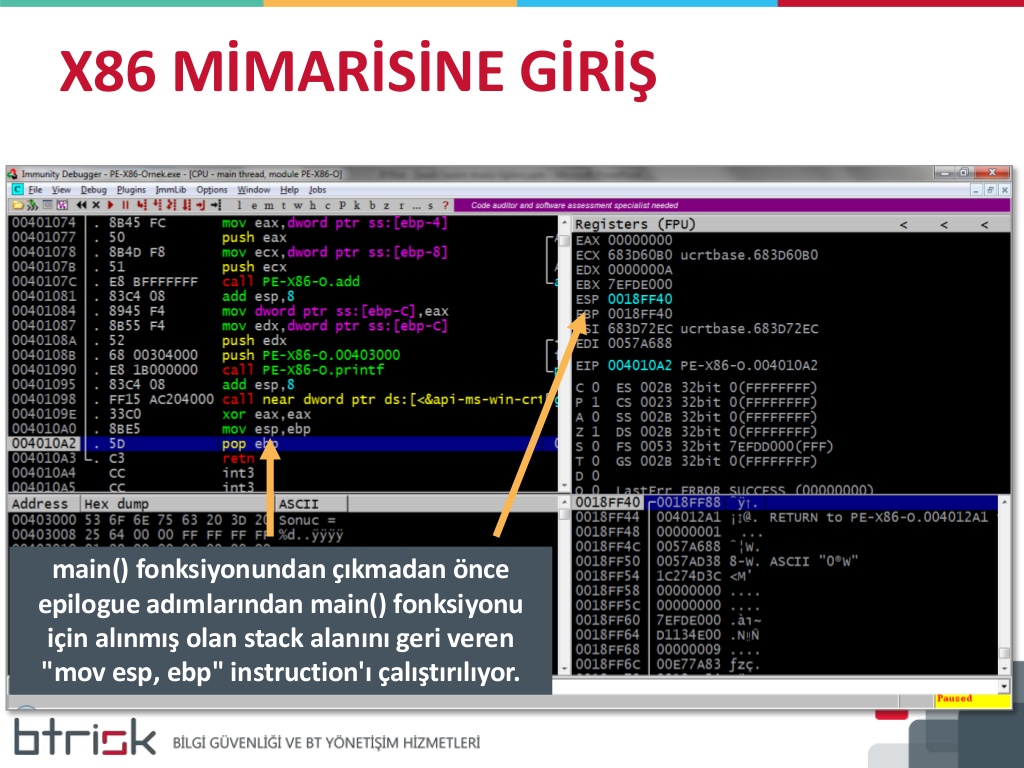 X86 MİMARİSİNE GİRİŞ
Immunity Debugger - PE-X86-Ornek.exe - [CPU - main thread, module PE-X86-O]
C File View Debug Plugins ImmLib Options Window Help Jobs
l e m t w h c P k b z r ... s ? Code auditor and software assessment specialist needed
00401074 . 8B45 FC mov eax,dword ptr ss:[ebp-4]
00401077 . 50 push eax
00401078 . 8B4D F8 mov ecx,dword ptr ss:[ebp-8]
0040107B . 51 push ecx
0040107C . E8 BFFFFFFF call PE-X86-O.add
00401081 . 83C4 08 add esp,8
00401084 . 8945 F4 mov dword ptr ss:[ebp-C],eax
00401087 . 8B55 F4 mov edx,dword ptr ss:[ebp-C]
0040108A . 52 push edx
0040108B . 68 00304000 push PE-X86-O.00403000
00401090 . E8 1B000000 call PE-X86-O.printf
00401095 . 83C4 08 add esp,8
00401098 . FF15 AC204000 call near dword ptr ds:[<&api-ms-win-crt
0040109E . 33C0 xor eax,eax
004010A0 . 8BE5 mov esp,ebp
004010A2 . 5D pop ebp
004010A3 . C3 retn
004010A4 CC int3
004010A5 CC int3
Registers (FPU) < < <
EAX 00000000
ECX 683D60B0 ucrtbase.683D60B0
EDX 0000000A
EBX 7EFDE000
ESP 0018FF40
EBP 0018FF40
ESI 683D72EC ucrtbase.683D72EC
EDI 0057A688
EIP 004010A2 PE-X86-O.004010A2
C 0 ES 002B 32bit 0(FFFFFFFF)
P 1 CS 0023 32bit 0(FFFFFFFF)
A 0 SS 002B 32bit 0(FFFFFFFF)
Z 1 DS 002B 32bit 0(FFFFFFFF)
S 0 FS 0053 32bit 7EFDD000(FFF)
T 0 GS 002B 32bit 0(FFFFFFFF)
D 0
O 0 LastErr ERROR_SUCCESS (00000000)
Address Hex dump ASCII
00403000 53 6F 6E 75 63 20 3D 20 Sonuc =
00403008 25 64 00 00 FF FF FF FF %d..ÿÿÿÿ
0018FF40 0018FF88
0018FF44 004012A1 RETURN to PE-X86-O.004012A1
0018FF48 00000001 ...
0018FF4C 0057A688
0018FF50 0057AD38 8-W. ASCII "O®W"
0018FF54 1C274D3C <M'
0018FF58 00000000 ....
0018FF5C 00000000 ....
0018FF60 7EFDE000
0018FF64 D1134E00
0018FF68 00000009 ....
0018FF6C 00E77A83 ƒzç.
main() fonksiyonundan çıkmadan önce
epilogue adımlarından main() fonksiyonu
için alınmış olan stack alanını geri veren
"mov esp, ebp" instruction'ı çalıştırılıyor.
Paused
btrisk BİLGİ GÜVENLİĞİ VE BT YÖNETİŞİM HİZMETLERİ